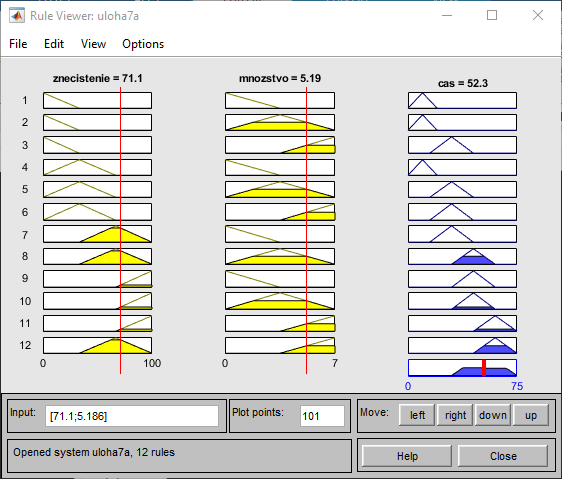 Rule Viewer: uloha7a
File Edit View Options
znecistenie = 71.1 mnozstvo = 5.19 cas = 52.3
1
2
3
4
5
6
7
8
9
10
11
12
0 100 0 7
0 75
Input: [71.1;5.186] Plot points: 101 Move: left right down up
Opened system uloha7a, 12 rules Help Close